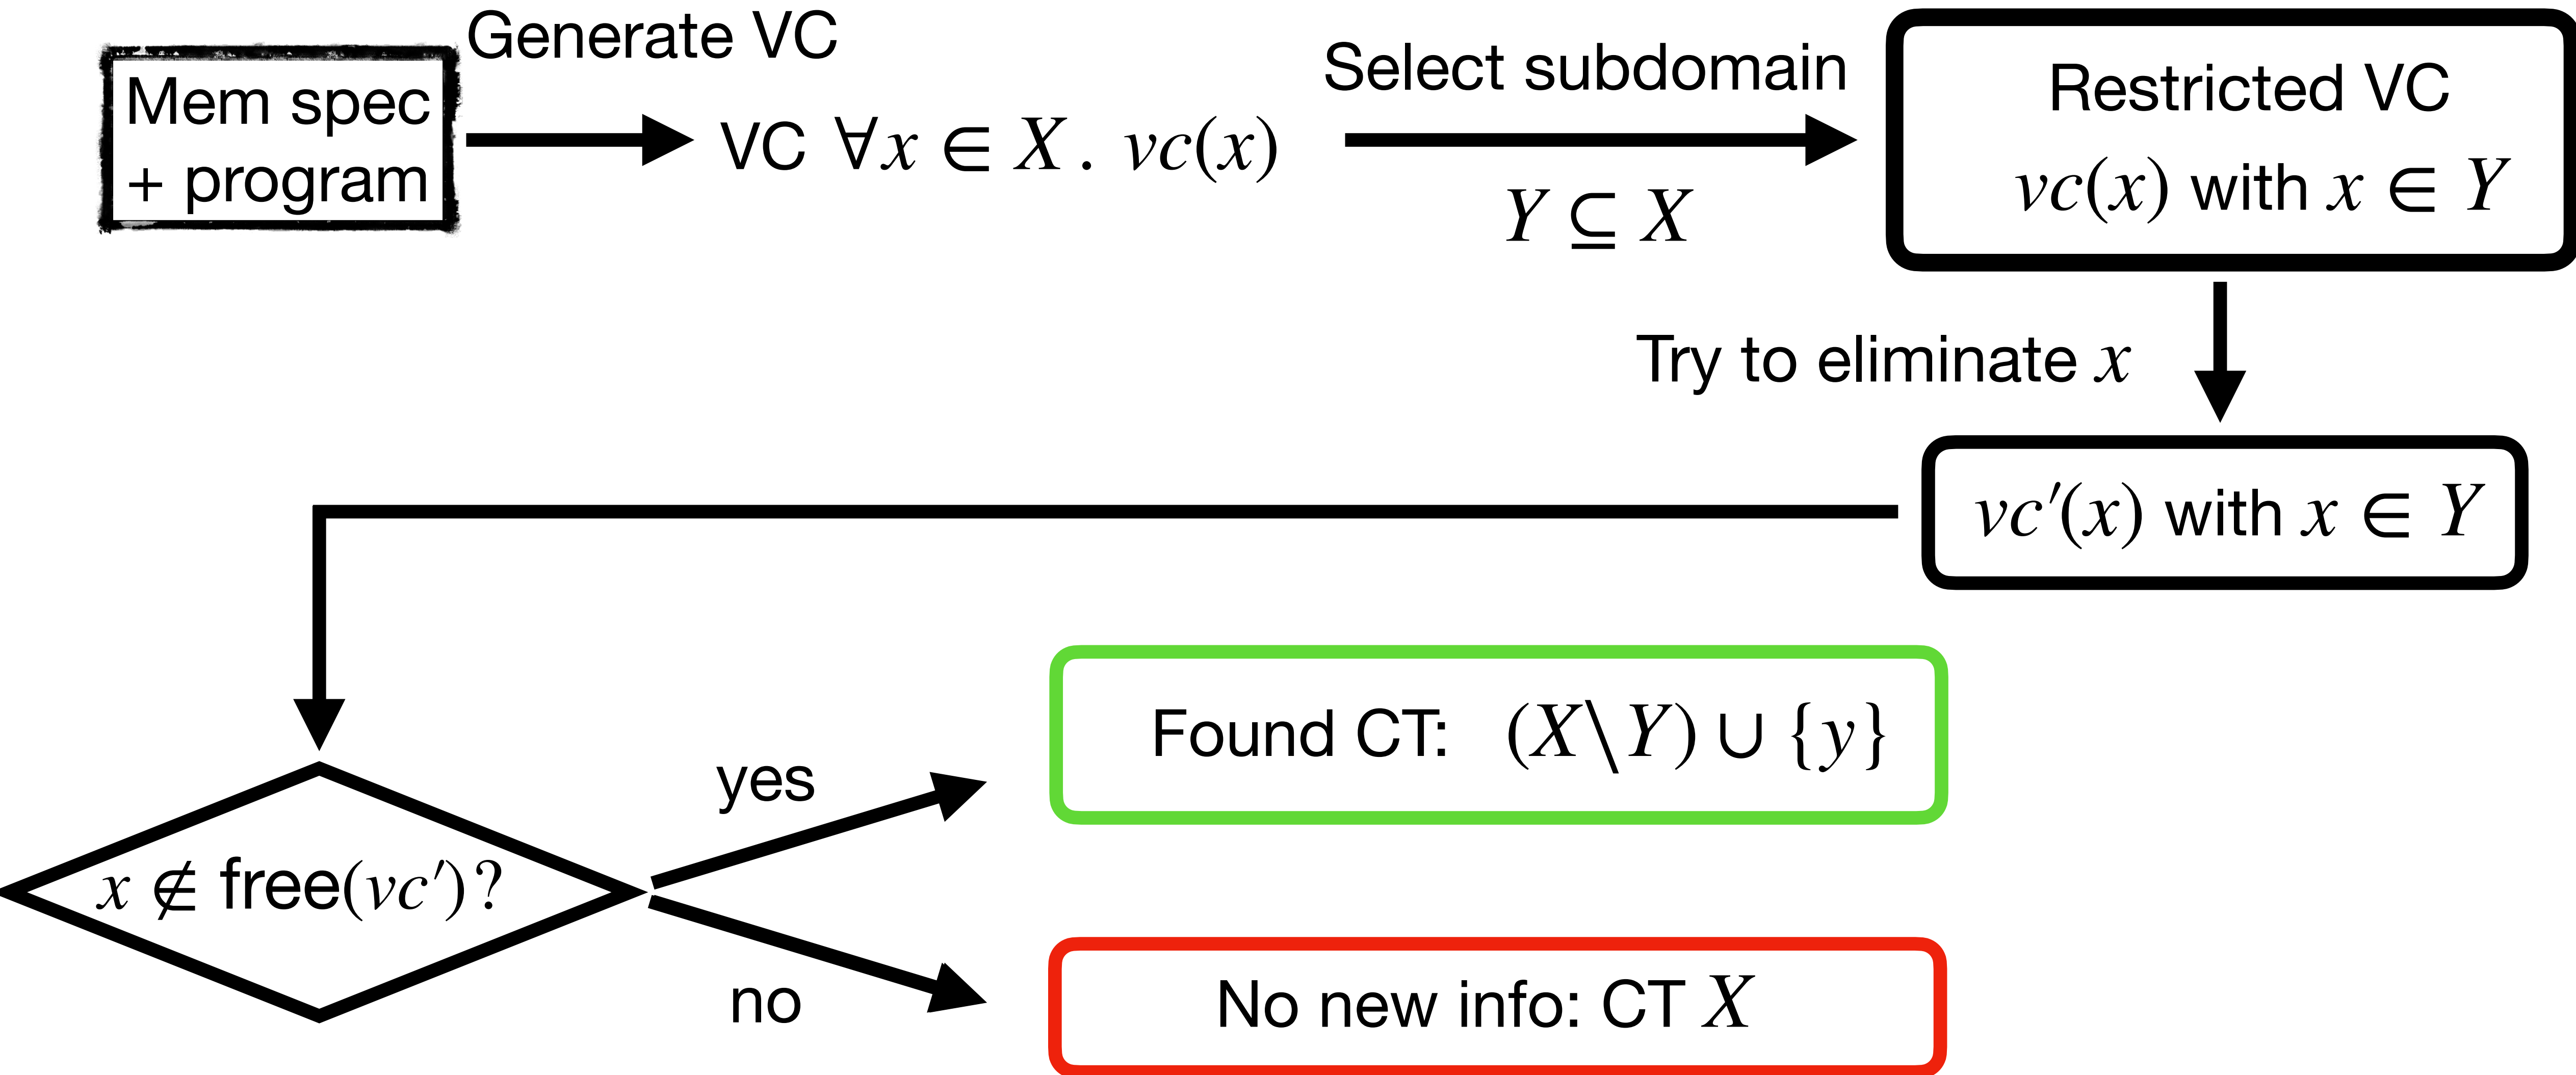 Generate VC
Mem spec
+ program
VC ∀x ∈ X . vc(x)
Select subdomain
Y ⊆ X
Restricted VC
vc(x) with x ∈ Y
Try to eliminate x
vc′(x) with x ∈ Y
x ∉ free(vc′)?
yes
Found CT: (X\Y) ∪ {y}
no
No new info: CT X